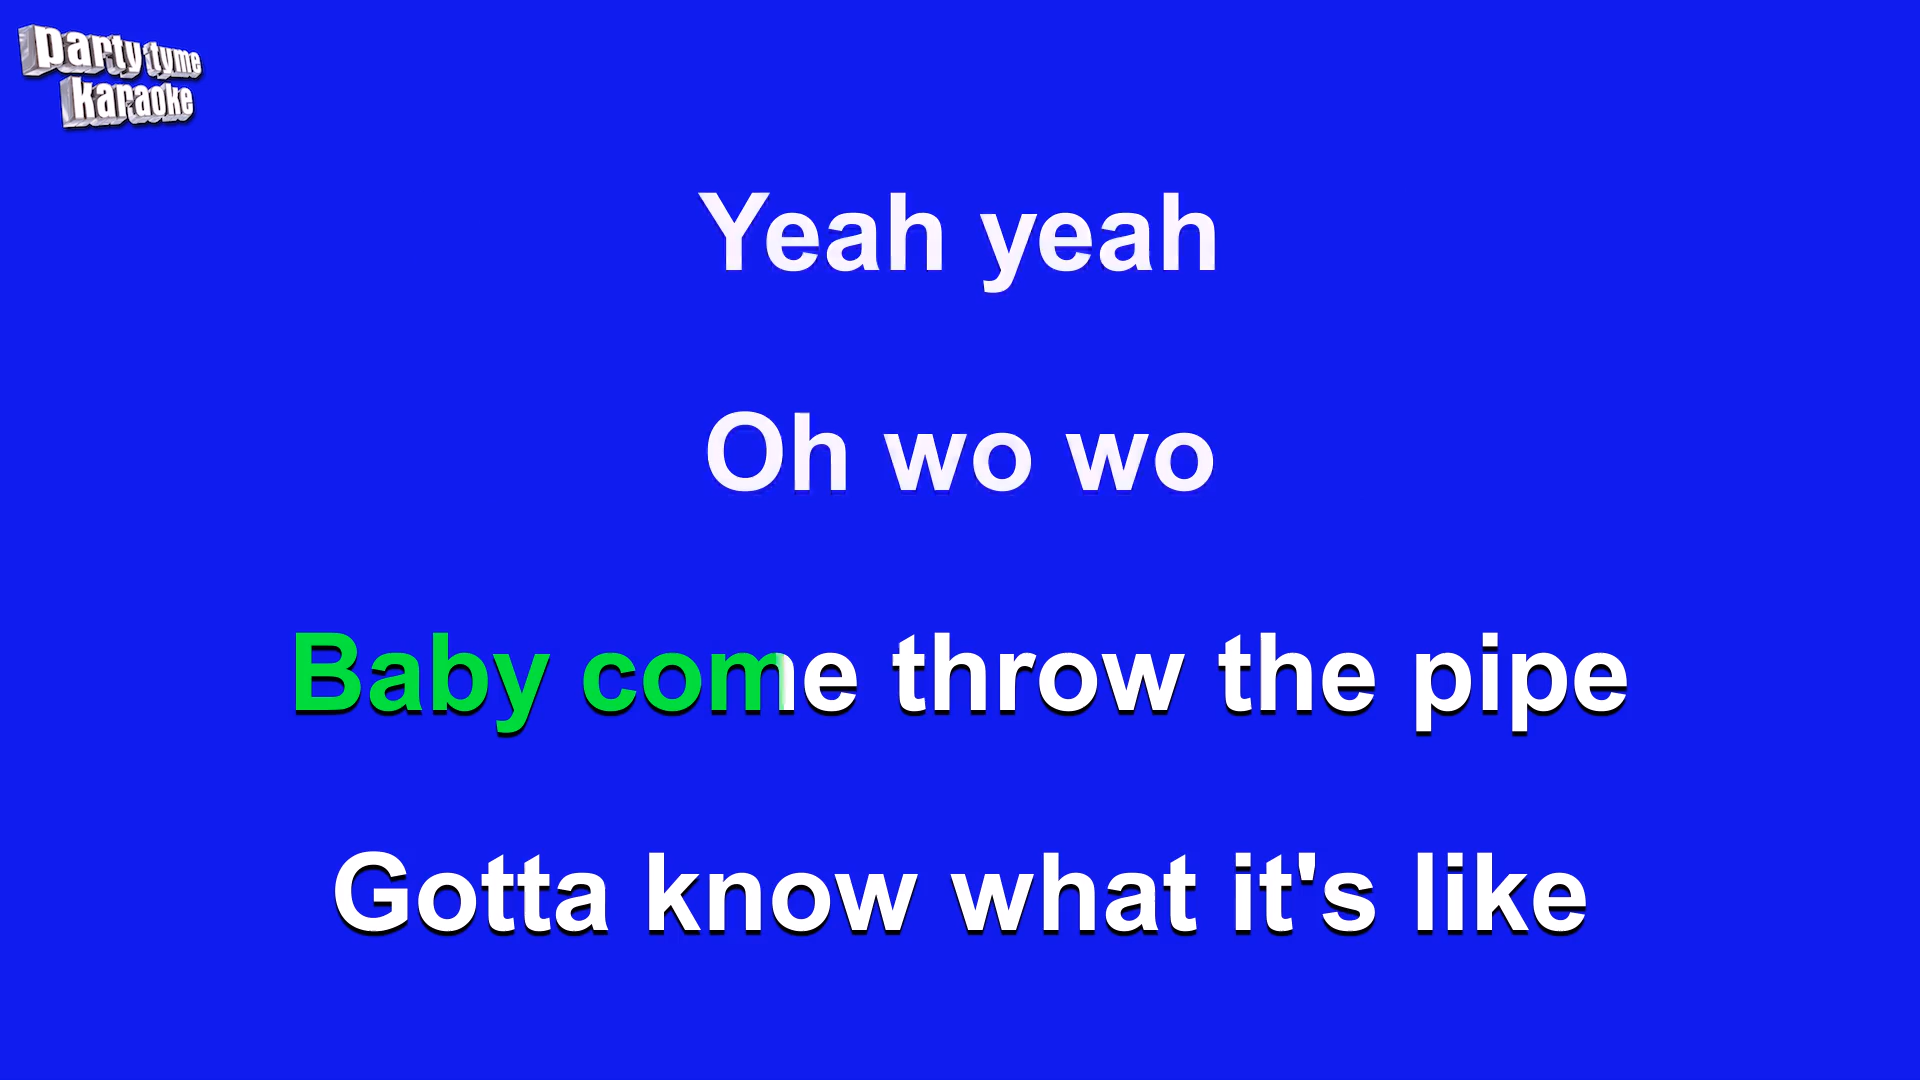 party tyme
karaoke
Yeah yeah
Oh wo wo
Baby come throw the pipe
Gotta know what it's like